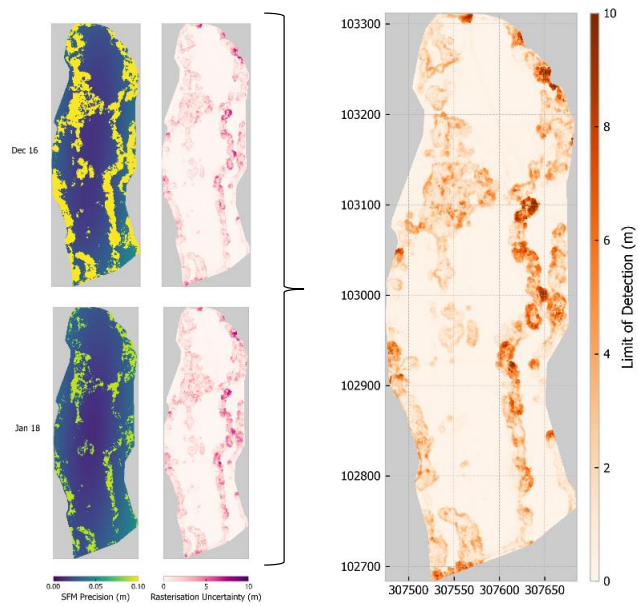 Dec 16
Jan 18
0.00 0.05 0.10
SFM Precision (m)
0 5 10
Rasterisation Uncertainty (m)
103300
103200
103100
103000
102900
102800
102700
307500 307550 307600 307650
10
8
6
4
2
0
Limit of Detection (m)